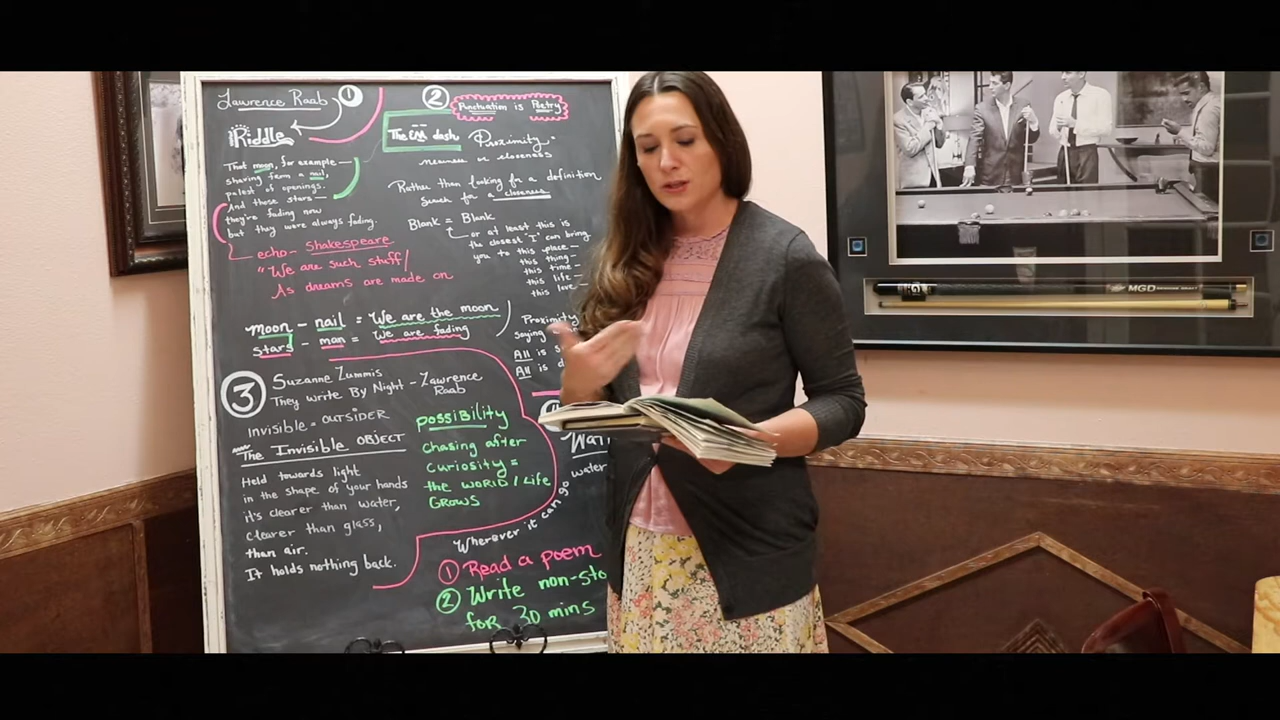 Lawrence Raab
1
Riddle
That moon, for example —
sharing form a nail,
palest of openings.
And these stars —
they're fading now
but they were always fading.
echo - Shakespeare
"We are such stuff/
As dreams are made on
moon - nail = We are the moon
stars - man = We are fading
2
Punctuation is Poetry
The EM dash
Proximity =
nearness or closeness
Rather than looking for a definition
search for a closeness
Blank = Blank
or at least this is
the closest "I" can bring
you to this place —
this thing —
this time —
this life —
this love —
Proximity
saying
All is
All is
3
Suzanne Zummis
They write By Night - Lawrence
Raab
Invisible = OUTSIDER
The Invisible OBJECT
Held towards light
in the shape of your hands
it's clearer than water,
clearer than glass,
than air.
It holds nothing back.
possibility
chasing after
curiosity =
the WORLD / Life
GROWS
Wat
Wherever it can go water
1 Read a poem
2 Write non-sto
for 30 mins
MGD